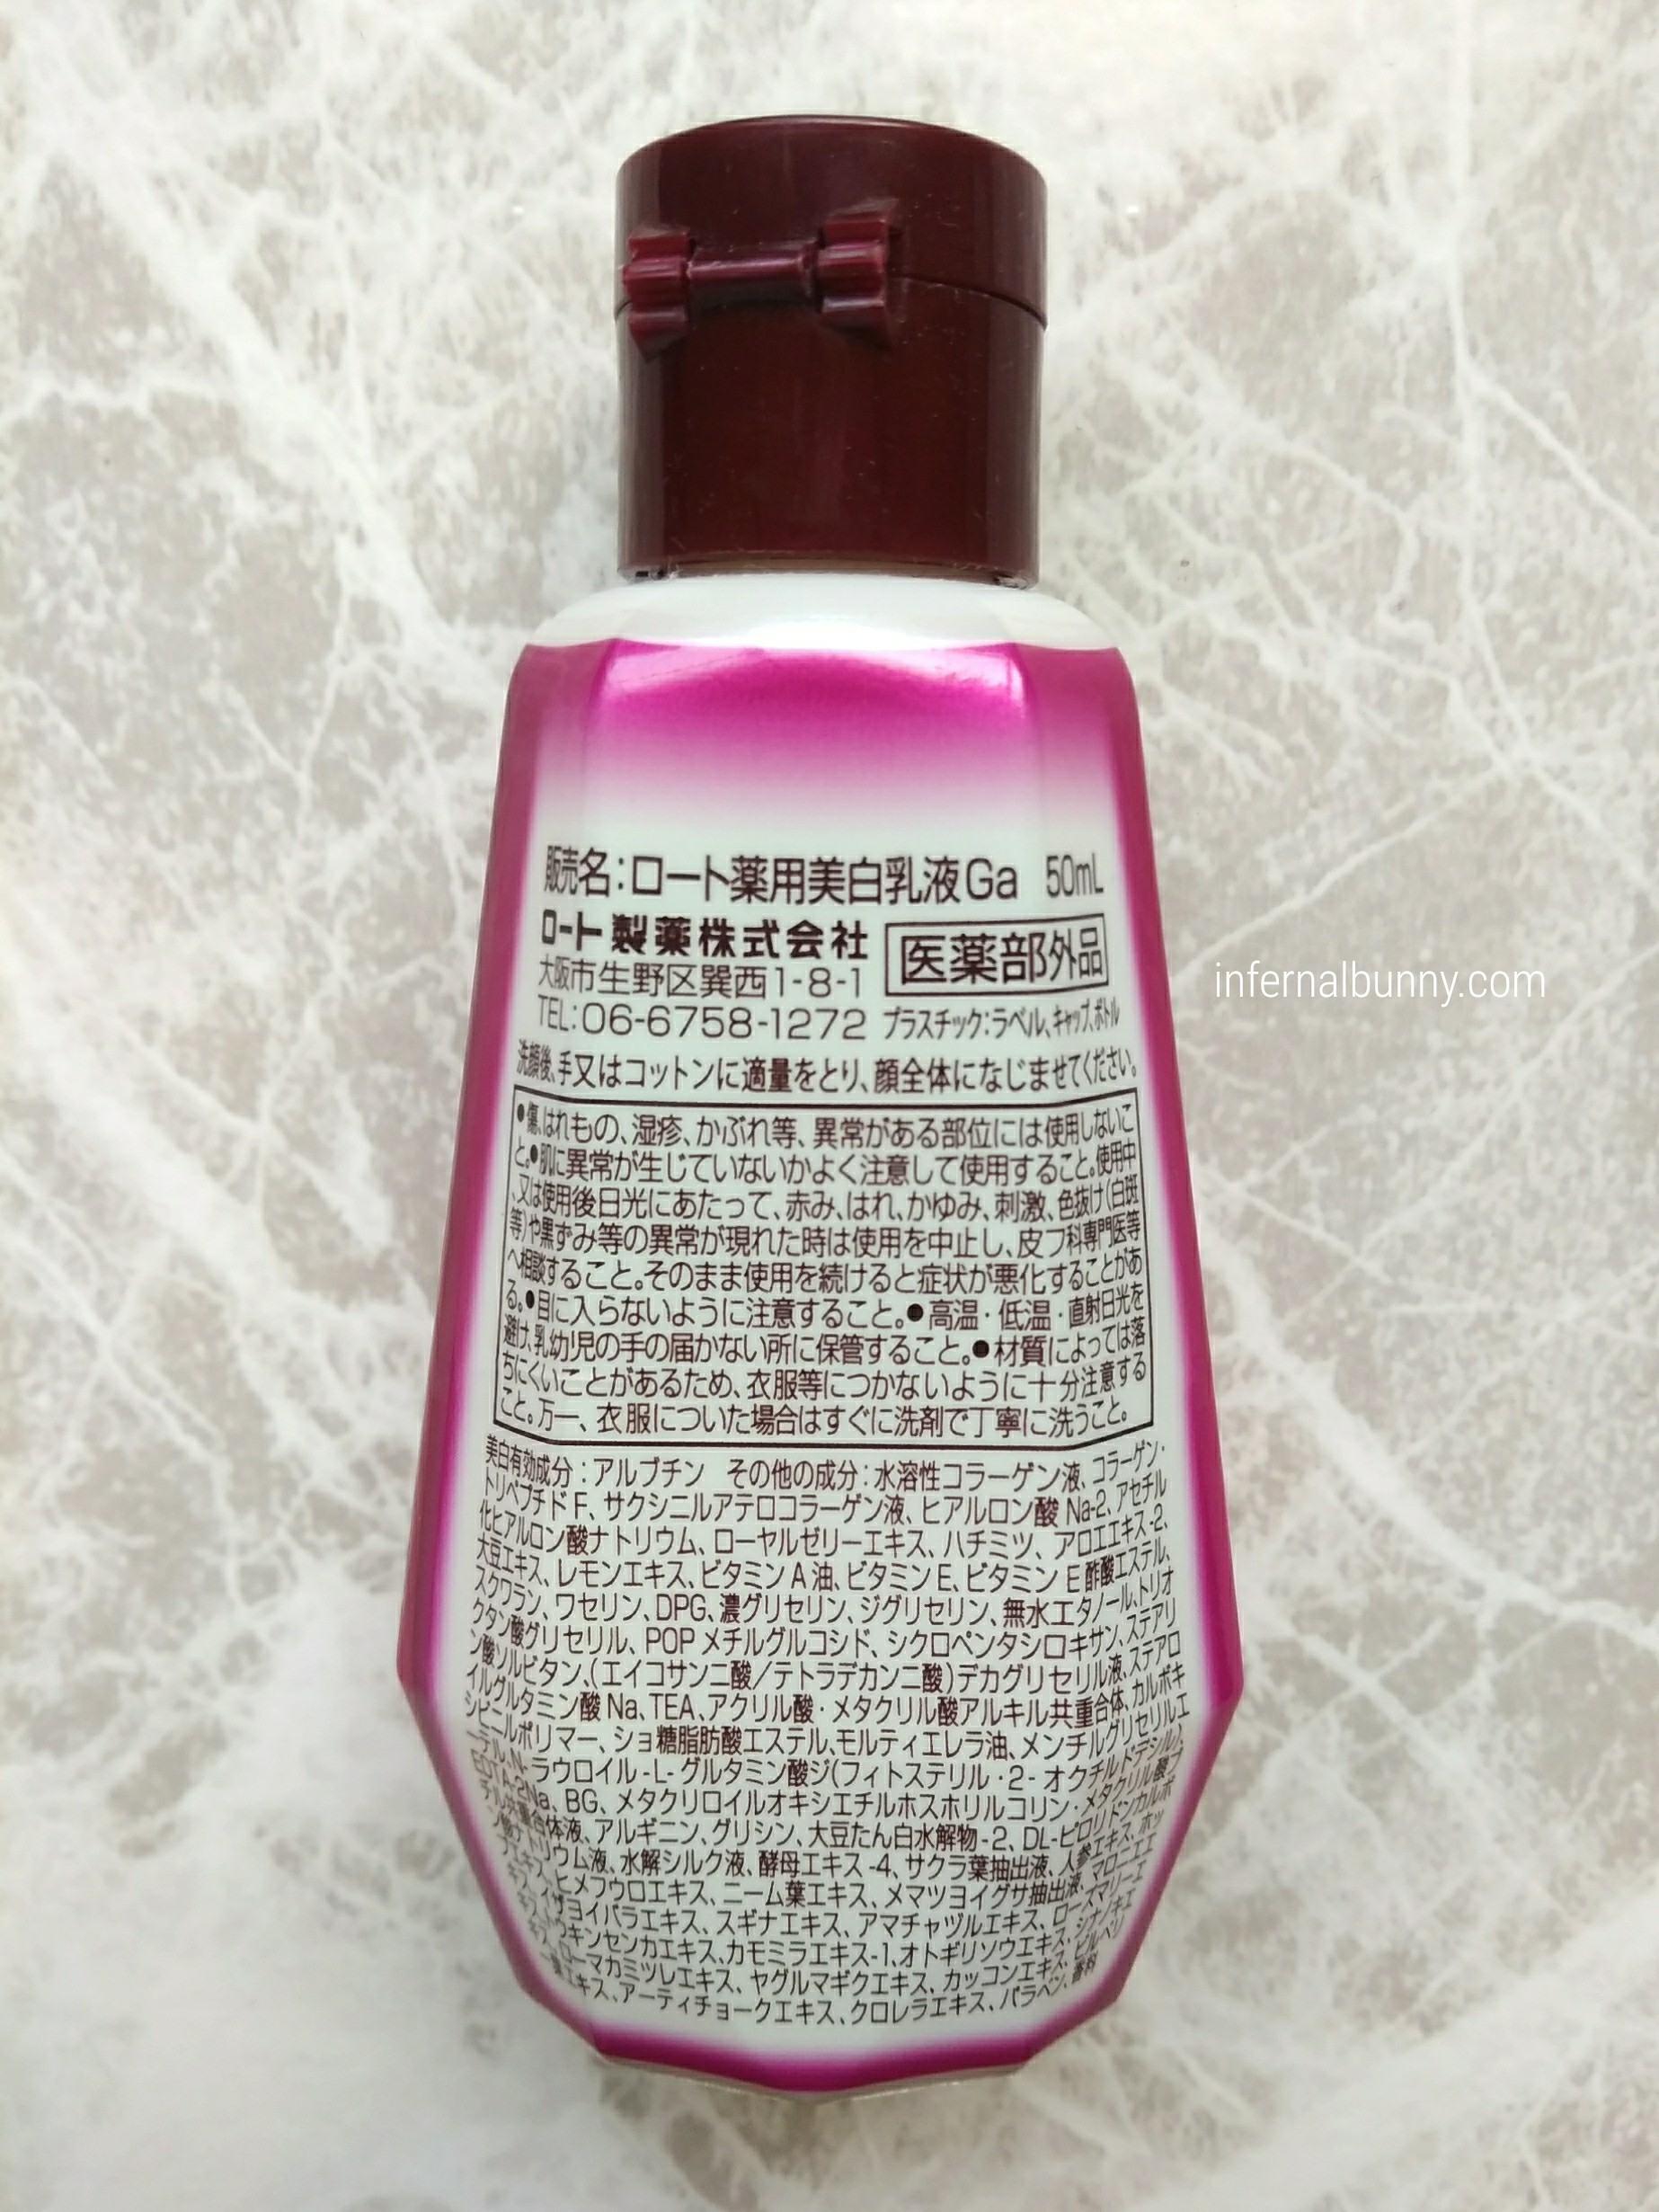 販売名：ロート薬用美白乳液Ga 50mL
ロート製薬株式会社
医薬部外品
大阪市生野区巽西1-8-1
TEL：06-6758-1272
プラスチック：ラベル、キャップ、ボトル
洗顔後、手又はコットンに適量をとり、顔全体になじませてください。
●傷、はれもの、湿疹、かぶれ等、異常がある部位には使用しないこ
と。●肌に異常が生じていないかよく注意して使用すること。使用中
、又は使用後日光にあたって、赤み、はれ、かゆみ、刺激、色抜け(白斑
等)や黒ずみ等の異常が現れた時は使用を中止し、皮フ科専門医等
へ相談すること。そのまま使用を続けると症状が悪化することがあ
る。●目に入らないように注意すること。●高温・低温・直射日光を
避け、乳幼児の手の届かない所に保管すること。●材質によっては落
ちにくいことがあるため、衣服等につかないように十分注意する
こと。万一、衣服についた場合はすぐに洗剤で丁寧に洗うこと。
美白有効成分：アルブチン その他の成分：水溶性コラーゲン液、コラーゲン・
トリペプチド F、サクシニルアテロコラーゲン液、ヒアルロン酸 Na-2、アセチル
化ヒアルロン酸ナトリウム、ローヤルゼリーエキス、ハチミツ、アロエエキス-2、
大豆エキス、レモンエキス、ビタミンA油、ビタミンE、ビタミンE酢酸エステル、
スクワラン、ワセリン、DPG、濃グリセリン、ジグリセリン、無水エタノール、トリオ
クタン酸グリセリル、POPメチルグルコシド、シクロペンタシロキサン、ステアリ
ン酸ソルビタン、(エイコサン二酸／テトラデカン二酸)デカグリセリル液、ステアロ
イルグルタミン酸Na、TEA、アクリル酸・メタクリル酸アルキル共重合体、カルボキ
シビニルポリマー、ショ糖脂肪酸エステル、モルティエレラ油、メンチルグリセリルエ
ーテル、N-ラウロイル-L-グルタミン酸ジ(フィトステリル・2-オクチルドデシル)、
EDTA-2Na、BG、メタクリロイルオキシエチルホスホリルコリン・メタクリル酸ブ
チル共重合体液、アルギニン、グリシン、大豆たん白水解物-2、DL-ピロリドンカルボ
ン酸ナトリウム液、水解シルク液、酵母エキス-4、サクラ葉抽出液、人参エキス、ホッ
プエキス、ヒメフウロエキス、ニーム葉エキス、メマツヨイグサ抽出液、マロニエエ
キス、イザヨイバラエキス、スギナエキス、アマチャヅルエキス、ローズマリーエ
キス、トウキンセンカエキス、カモミラエキス-1、オトギリソウエキス、シナノキエ
キス、ローマカミツレエキス、ヤグルマギクエキス、カッコンエキス、ビルベリ
ー葉エキス、アーティチョークエキス、クロレラエキス、パラベン、香料
infernalbunny.com